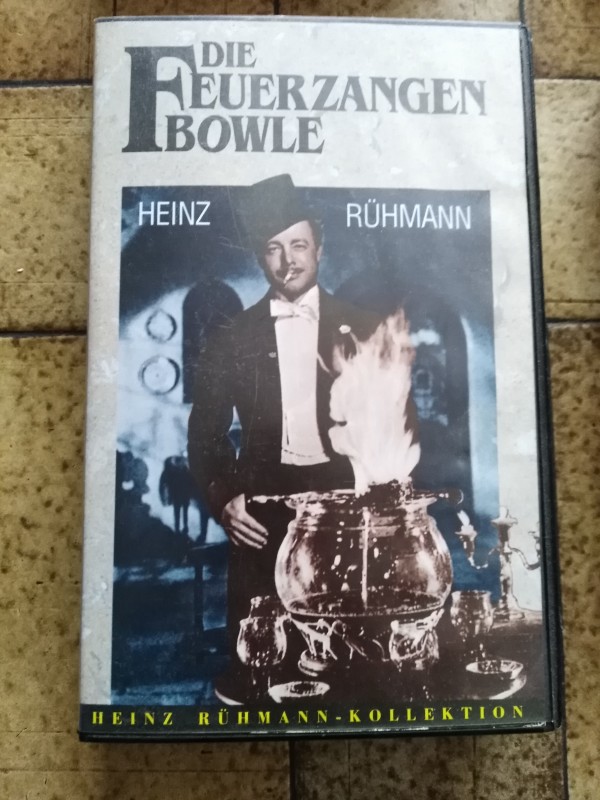 DIE
FEUERZANGEN
BOWLE
HEINZ RÜHMANN
HEINZ RÜHMANN-KOLLEKTION